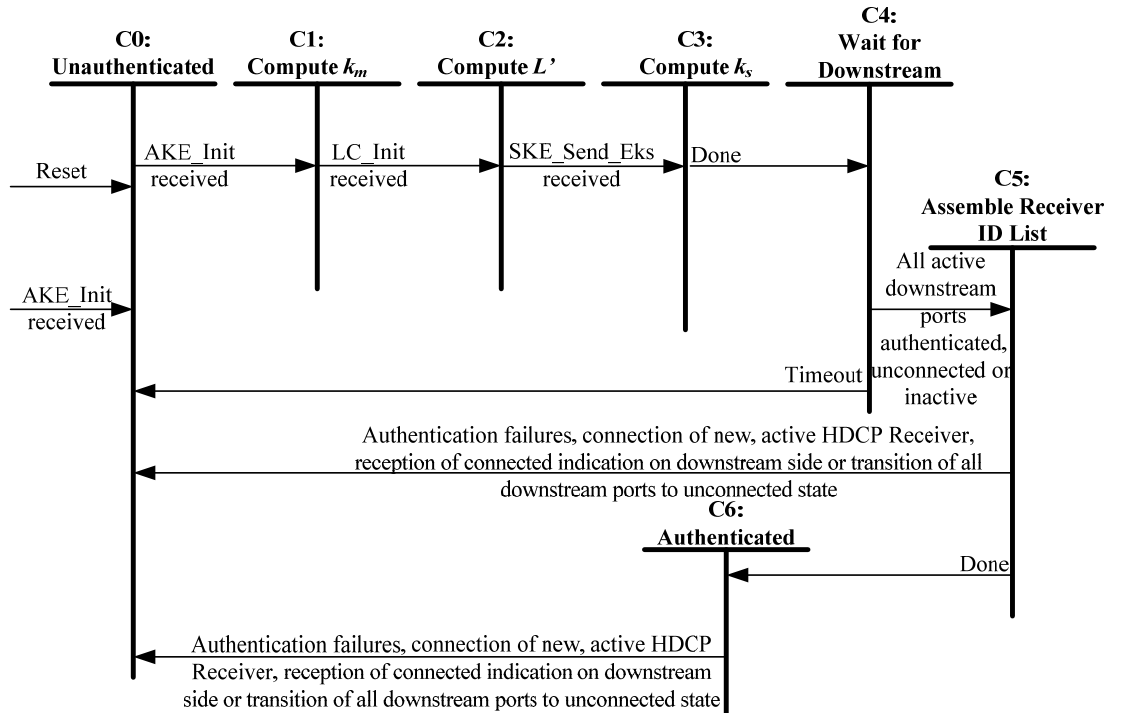 C0:
Unauthenticated
C1:
Compute km
C2:
Compute L’
C3:
Compute ks
C4:
Wait for
Downstream
Reset
AKE_Init
received
LC_Init
received
SKE_Send_Eks
received
Done
C5:
Assemble Receiver
ID List
AKE_Init
received
All active
downstream
ports
authenticated,
unconnected or
inactive
Timeout
Authentication failures, connection of new, active HDCP Receiver,
reception of connected indication on downstream side or transition of all
downstream ports to unconnected state
C6:
Authenticated
Done
Authentication failures, connection of new, active HDCP
Receiver, reception of connected indication on downstream
side or transition of all downstream ports to unconnected state